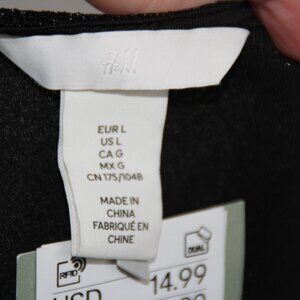 H&M
EUR L
US L
CA G
MX G
CN 175/104B
MADE IN
CHINA
FABRIQUÉ EN
CHINE
RFID
DUAL
14.99
USD